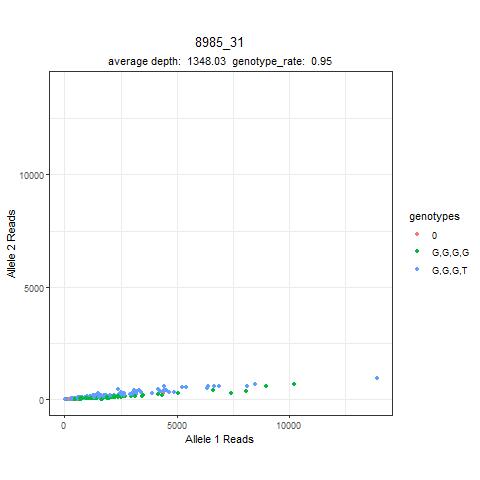 8985_31
average depth: 1348.03 genotype_rate: 0.95
10000
5000
0
Allele 2 Reads
0
5000
10000
Allele 1 Reads
genotypes
0
G,G,G,G
G,G,G,T